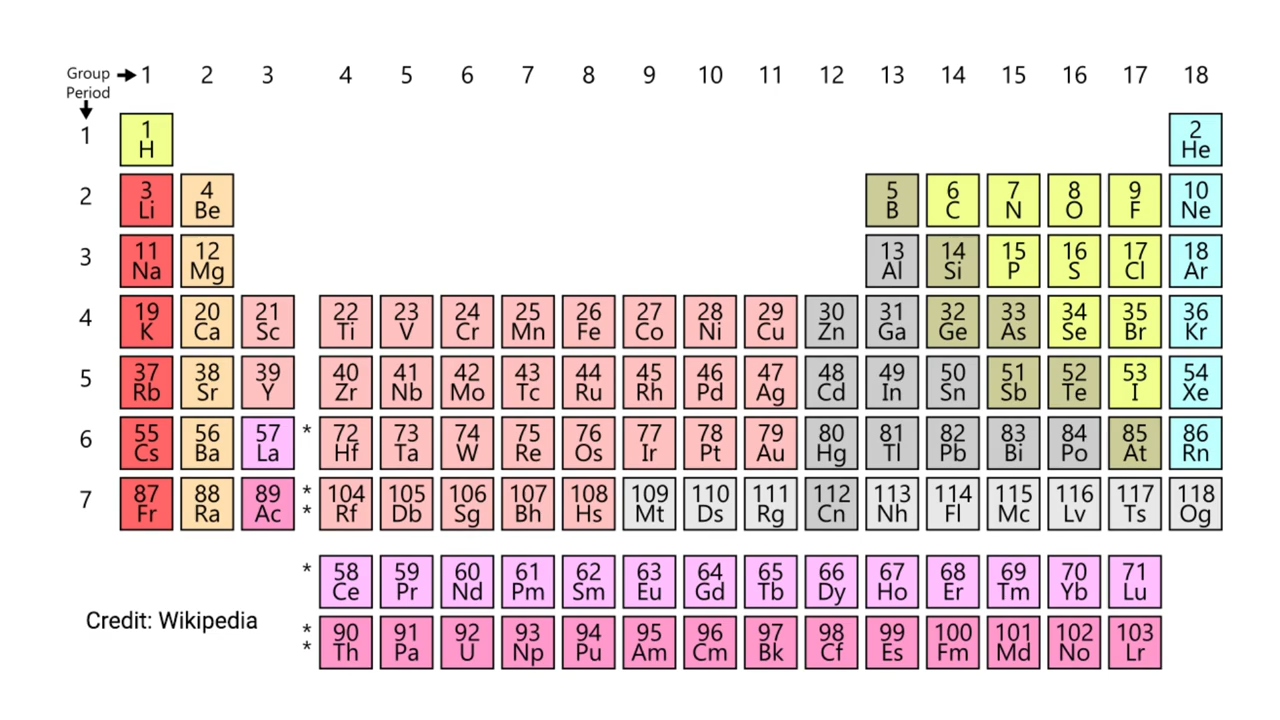 Group → 1 2 3 4 5 6 7 8 9 10 11 12 13 14 15 16 17 18
Period
1
1 2
H He
2
3 4 5 6 7 8 9 10
Li Be B C N O F Ne
3
11 12 13 14 15 16 17 18
Na Mg Al Si P S Cl Ar
4
19 20 21 22 23 24 25 26 27 28 29 30 31 32 33 34 35 36
K Ca Sc Ti V Cr Mn Fe Co Ni Cu Zn Ga Ge As Se Br Kr
5
37 38 39 40 41 42 43 44 45 46 47 48 49 50 51 52 53 54
Rb Sr Y Zr Nb Mo Tc Ru Rh Pd Ag Cd In Sn Sb Te I Xe
6
55 56 57 * 72 73 74 75 76 77 78 79 80 81 82 83 84 85 86
Cs Ba La Hf Ta W Re Os Ir Pt Au Hg Tl Pb Bi Po At Rn
7
87 88 89 * 104 105 106 107 108 109 110 111 112 113 114 115 116 117 118
Fr Ra Ac * Rf Db Sg Bh Hs Mt Ds Rg Cn Nh Fl Mc Lv Ts Og
* 58 59 60 61 62 63 64 65 66 67 68 69 70 71
Ce Pr Nd Pm Sm Eu Gd Tb Dy Ho Er Tm Yb Lu
Credit: Wikipedia
* 90 91 92 93 94 95 96 97 98 99 100 101 102 103
* Th Pa U Np Pu Am Cm Bk Cf Es Fm Md No Lr